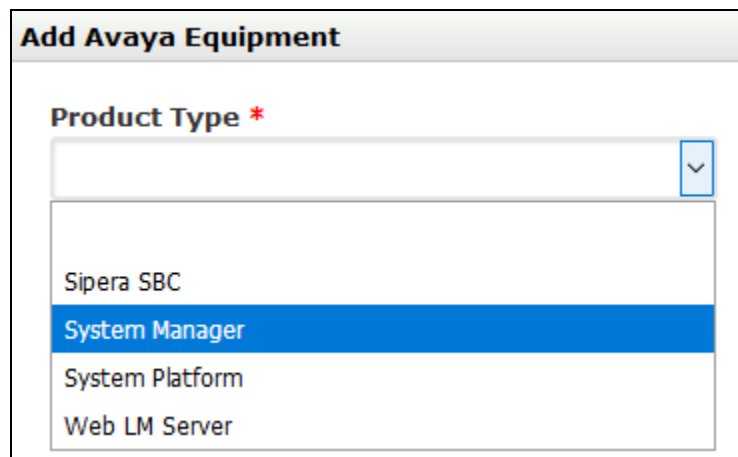 Add Avaya Equipment
Product Type *
Sipera SBC
System Manager
System Platform
Web LM Server